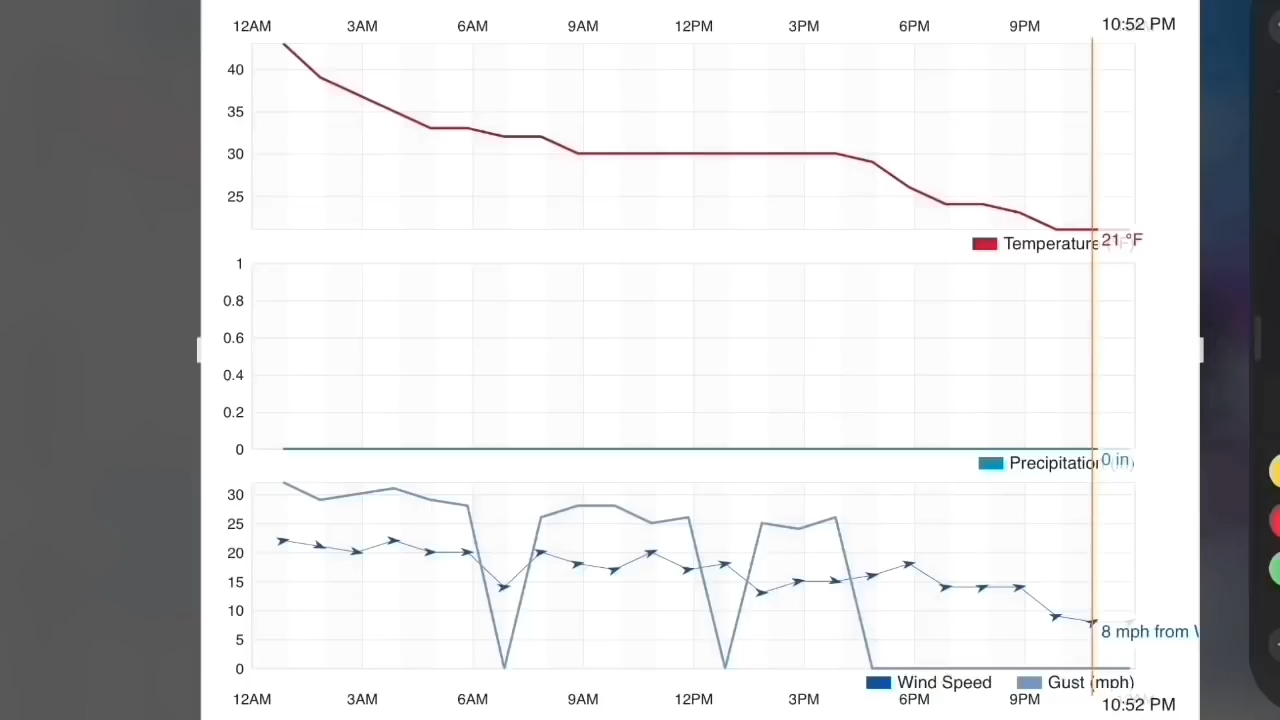 12AM 3AM 6AM 9AM 12PM 3PM 6PM 9PM 10:52 PM
40
35
30
25
Temperature 21 °F
1
0.8
0.6
0.4
0.2
0
Precipitation 0 in
30
25
20
15
10
5
0
8 mph from
Wind Speed Gust (mph)
12AM 3AM 6AM 9AM 12PM 3PM 6PM 9PM 10:52 PM